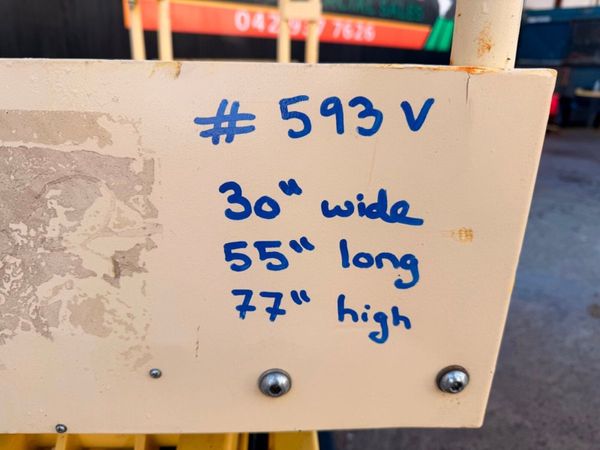 # 593 V
30" wide
55" long
77" high